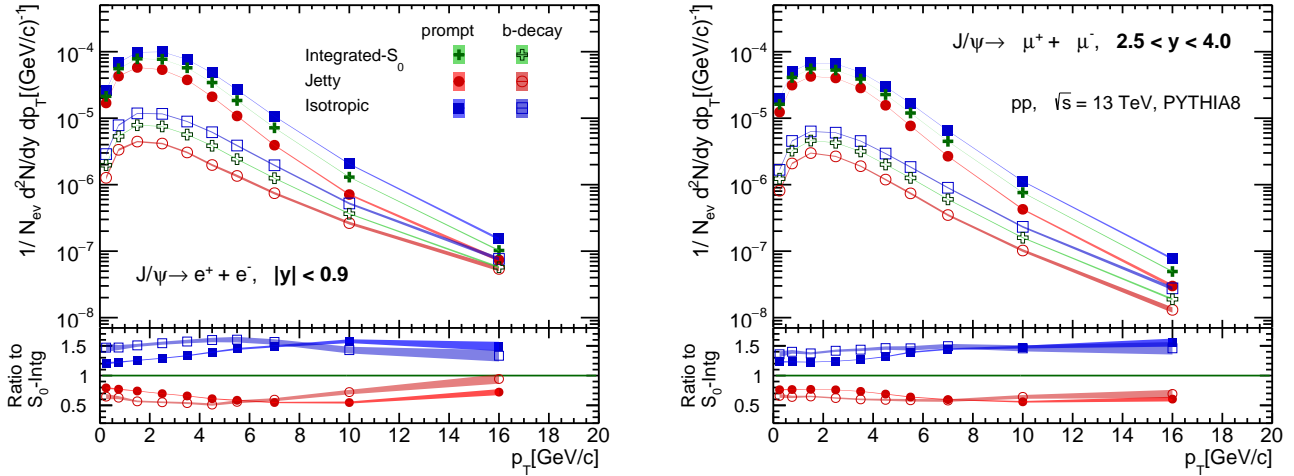 1/ N_ev d²N/dy dp_T[(GeV/c)⁻¹]
10⁻⁴
10⁻⁵
10⁻⁶
10⁻⁷
10⁻⁸
prompt b-decay
Integrated-S₀
Jetty
Isotropic
J/ψ→ e⁺ + e⁻, |y| < 0.9
Ratio to
S₀-Intg
1.5
1
0.5
0 2 4 6 8 10 12 14 16 18 20
p_T[GeV/c]
1/ N_ev d²N/dy dp_T[(GeV/c)⁻¹]
10⁻⁴
10⁻⁵
10⁻⁶
10⁻⁷
10⁻⁸
J/ψ→ μ⁺ + μ⁻, 2.5 < y < 4.0
pp, √s = 13 TeV, PYTHIA8
Ratio to
S₀-Intg
1.5
1
0.5
0 2 4 6 8 10 12 14 16 18 20
p_T[GeV/c]